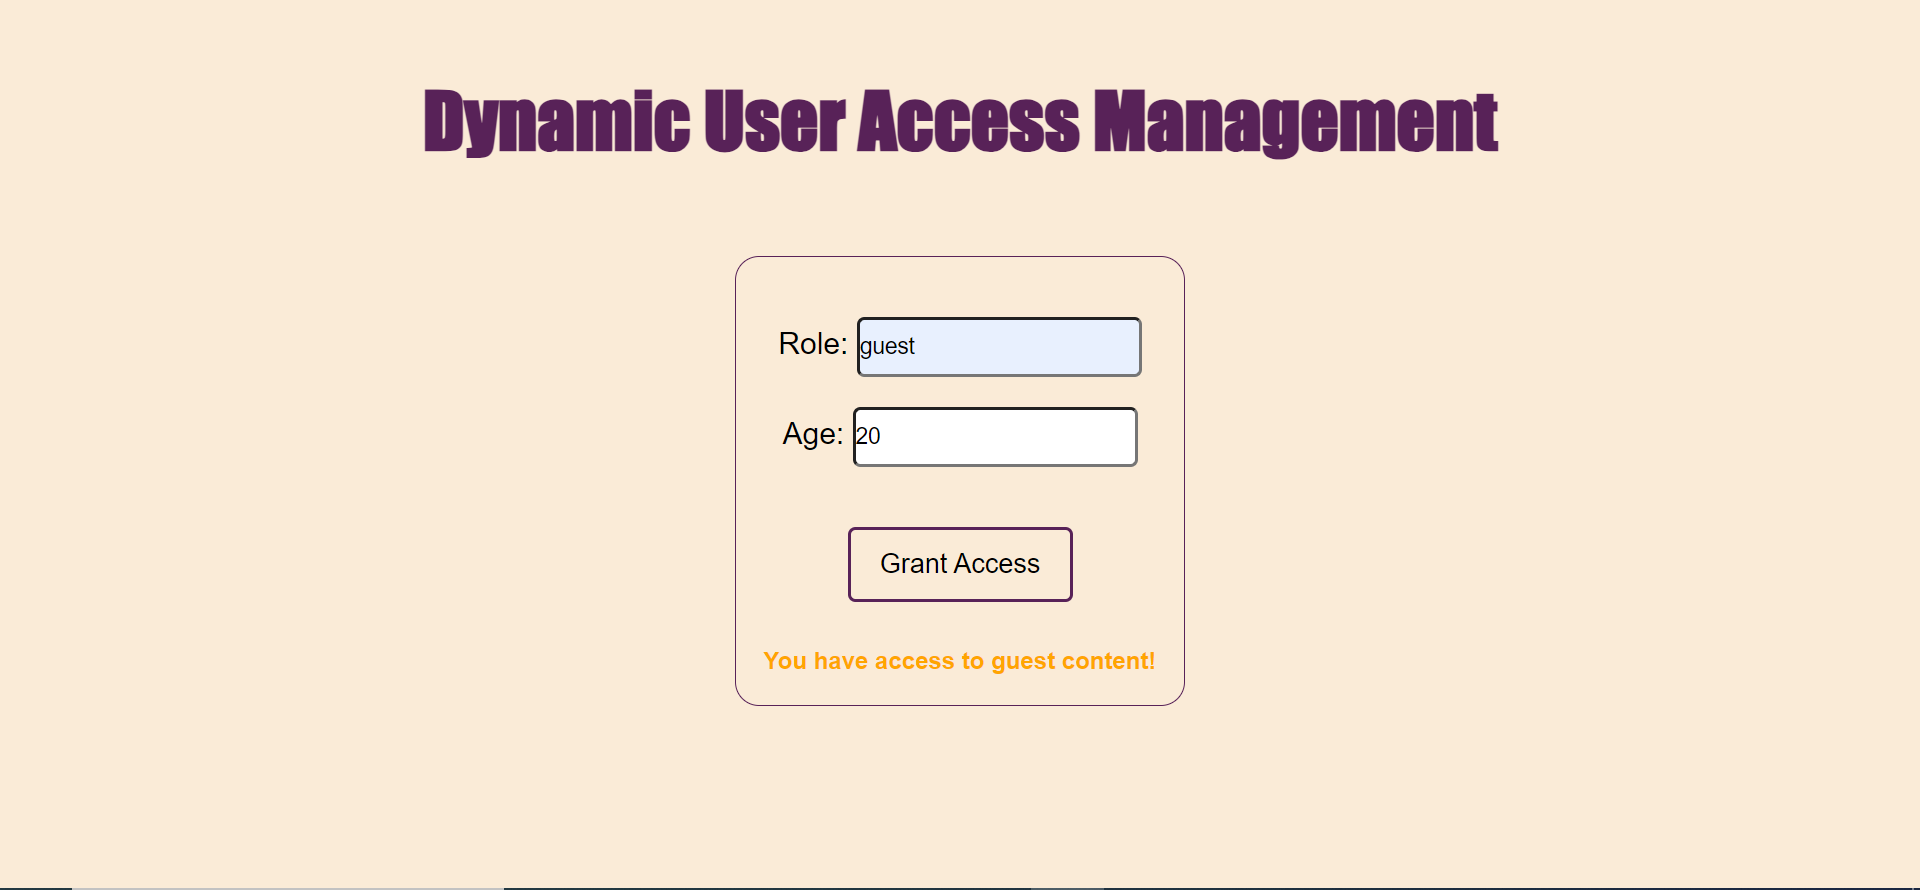 Dynamic User Access Management
Role: guest
Age: 20
Grant Access
You have access to guest content!